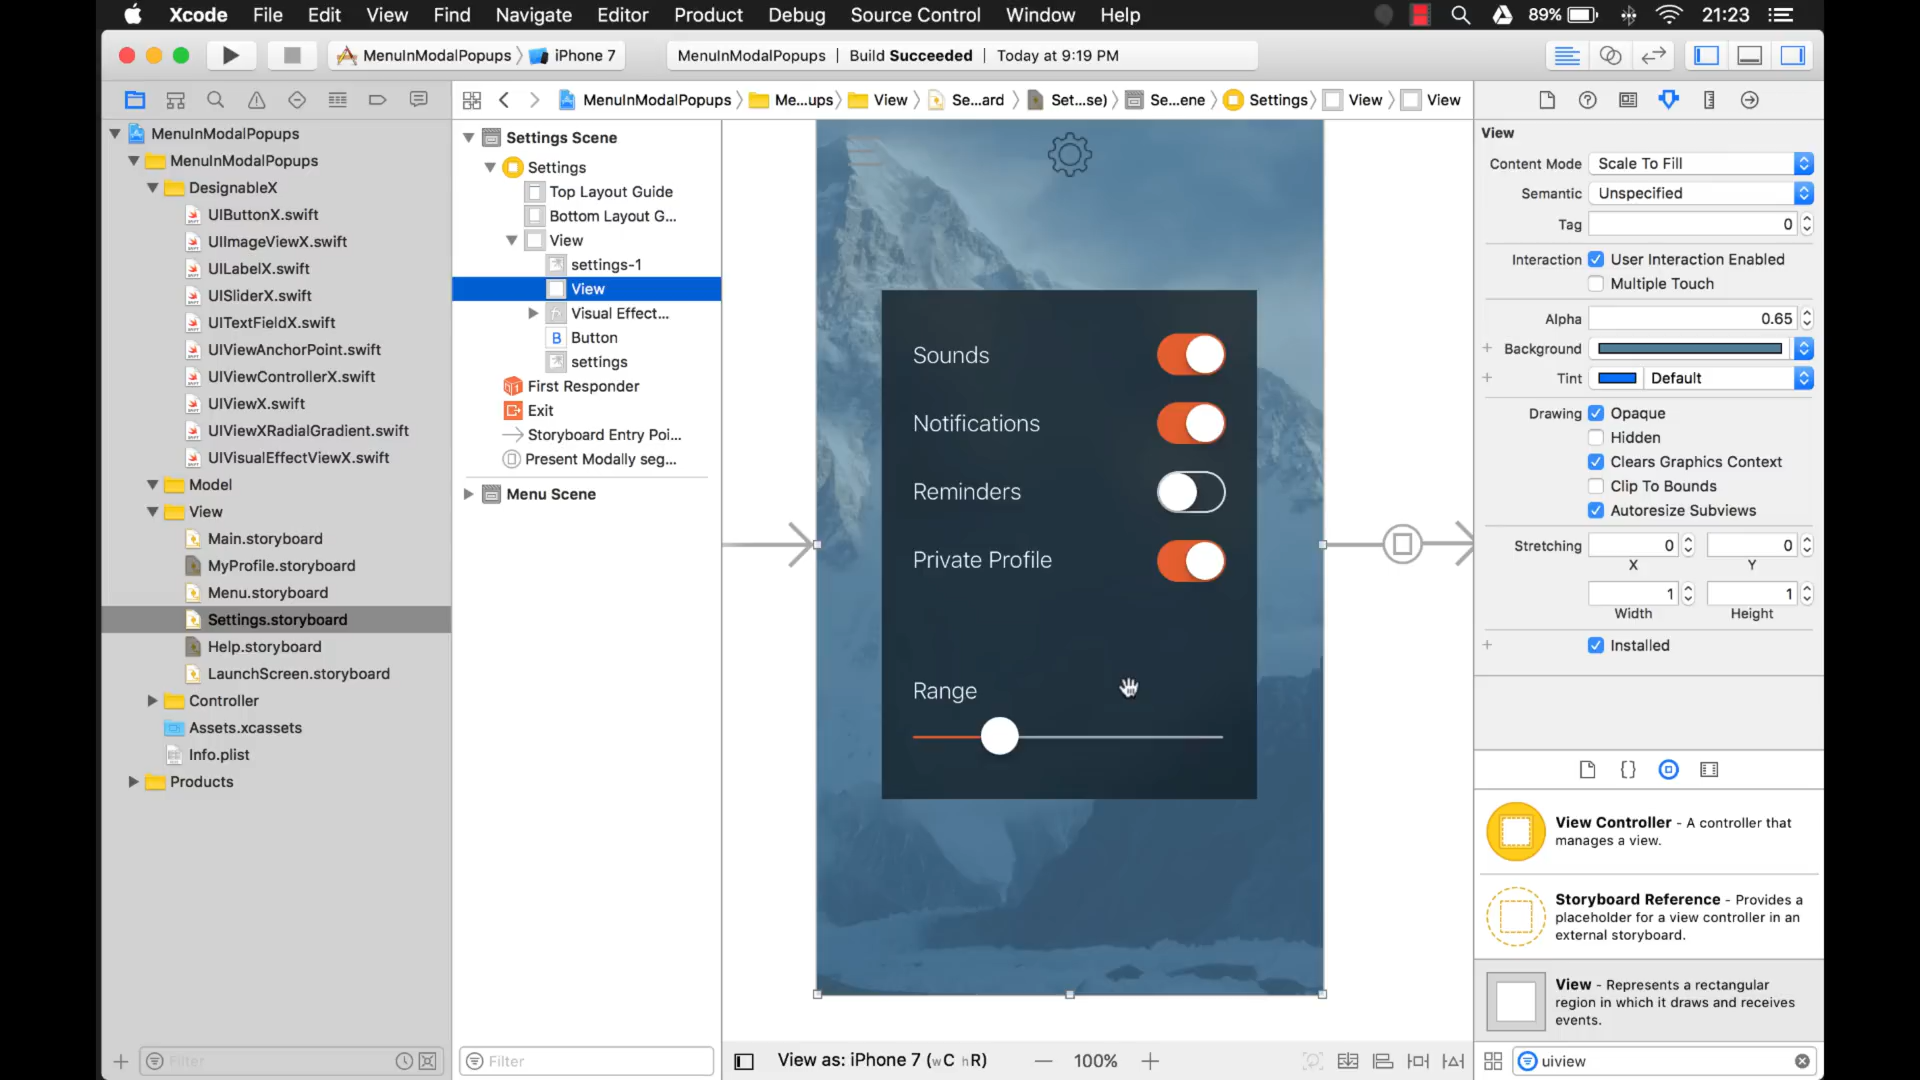 Xcode File Edit View Find Navigate Editor Product Debug Source Control Window Help 89% 21:23
MenuInModalPopups iPhone 7 MenuInModalPopups | Build Succeeded | Today at 9:19 PM
MenuInModalPopups Me...ups View Se...ard Set...se) Se...ene Settings View View
MenuInModalPopups
MenuInModalPopups
DesignableX
UIButtonX.swift
UIImageViewX.swift
UILabelX.swift
UISliderX.swift
UITextFieldX.swift
UIViewAnchorPoint.swift
UIViewControllerX.swift
UIViewX.swift
UIViewXRadialGradient.swift
UIVisualEffectViewX.swift
Model
View
Main.storyboard
MyProfile.storyboard
Menu.storyboard
Settings.storyboard
Help.storyboard
LaunchScreen.storyboard
Controller
Assets.xcassets
Info.plist
Products
Filter
Settings Scene
Settings
Top Layout Guide
Bottom Layout G...
View
settings-1
View
Visual Effect...
B Button
settings
First Responder
Exit
Storyboard Entry Poi...
Present Modally seg...
Menu Scene
Filter
Sounds
Notifications
Reminders
Private Profile
Range
View as: iPhone 7 (wC hR) — 100% +
View
Content Mode Scale To Fill
Semantic Unspecified
Tag 0
Interaction User Interaction Enabled
Multiple Touch
Alpha 0.65
+ Background
+ Tint Default
Drawing Opaque
Hidden
Clears Graphics Context
Clip To Bounds
Autoresize Subviews
Stretching 0 0
X Y
1 1
Width Height
+ Installed
View Controller - A controller that
manages a view.
Storyboard Reference - Provides a
placeholder for a view controller in an
external storyboard.
View - Represents a rectangular
region in which it draws and receives
events.
uiview